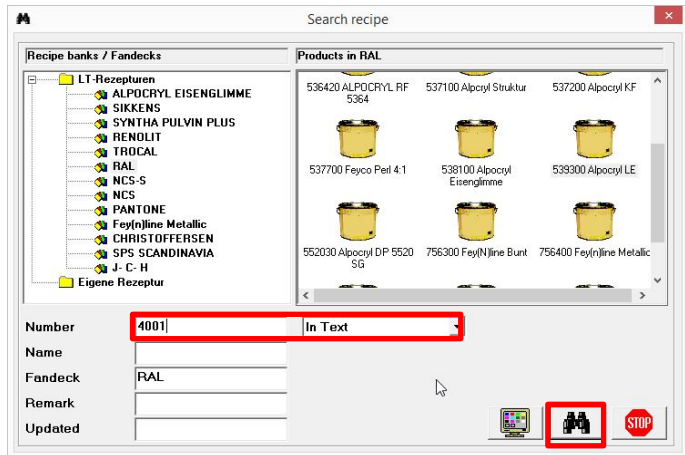 Search recipe
Recipe banks / Fandecks
LT-Rezepturen
ALPOCRYL EISENGLIMME
SIKKENS
SYNTHA PULVIN PLUS
RENOLIT
TROCAL
RAL
NCS-S
NCS
PANTONE
Fey(n)line Metallic
CHRISTOFFERSEN
SPS SCANDINAVIA
J- C- H
Eigene Rezeptur
Products in RAL
536420 ALPOCRYL RF
5364
537100 Alpcryl Struktur
537200 Alpocryl KF
537700 Feyco Perl 4:1
538100 Alpocryl
Eisenglimme
539300 Alpocryl LE
552030 Alpocryl DP 5520
SG
756300 Fey(N)line Bunt
756400 Fey(n)line Metallic
Number
4001
In Text
Name
Fandeck
RAL
Remark
Updated
STOP